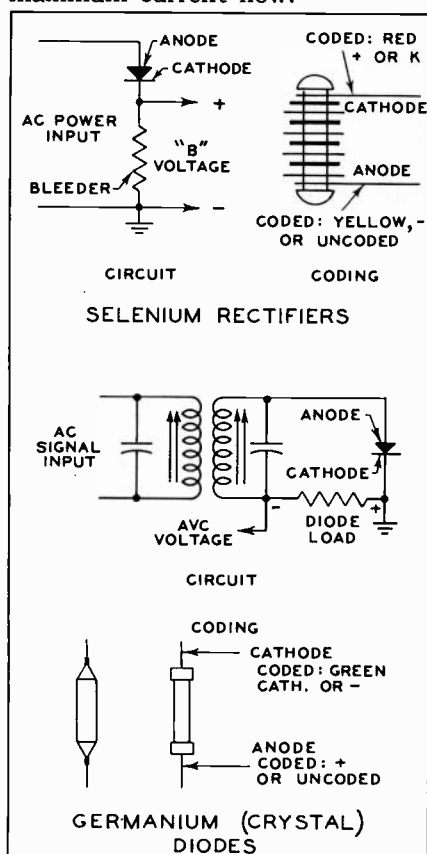 maximum current flow.
ANODE
CATHODE
+
AC POWER
INPUT
"B"
VOLTAGE
BLEEDER
-
CIRCUIT
CODED: RED
+ OR K
CATHODE
ANODE
CODED: YELLOW,-
OR UNCODED
CODING
SELENIUM RECTIFIERS
AC
SIGNAL
INPUT
ANODE
CATHODE
- +
AVC
VOLTAGE
DIODE
LOAD
CIRCUIT
CODING
CATHODE
CODED: GREEN
CATH. OR -
ANODE
CODED: +
OR UNCODED
GERMANIUM (CRYSTAL)
DIODES